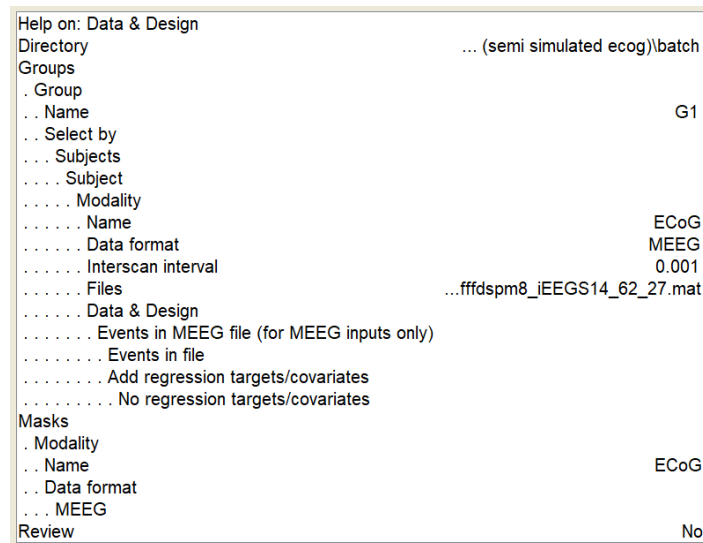 Help on: Data & Design
Directory ... (semi simulated ecog)\batch
Groups
. Group
. . Name G1
. . Select by
. . . Subjects
. . . . Subject
. . . . . Modality
. . . . . . Name ECoG
. . . . . . Data format MEEG
. . . . . . Interscan interval 0.001
. . . . . . Files ...fffdspm8_iEEGS14_62_27.mat
. . . . . . Data & Design
. . . . . . . Events in MEEG file (for MEEG inputs only)
. . . . . . . . Events in file
. . . . . . . . Add regression targets/covariates
. . . . . . . . . No regression targets/covariates
Masks
. Modality
. . Name ECoG
. . Data format
. . . MEEG
Review No